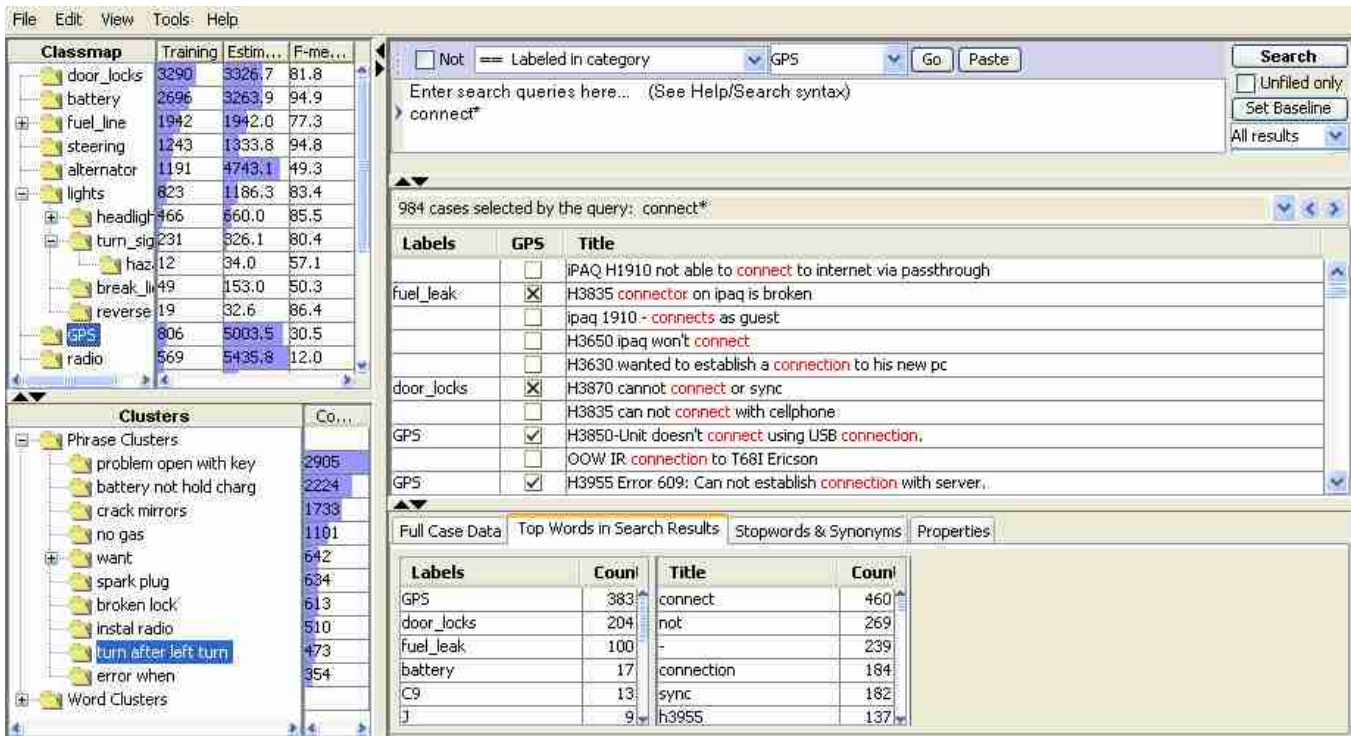 File Edit View Tools Help
Classmap Training Estim... F-me...
door_locks 3290 3326.7 81.8
battery 2696 3263.9 94.9
fuel_line 1942 1942.0 77.3
steering 1243 1333.8 94.8
alternator 1191 4743.1 49.3
lights 823 1186.3 83.4
headligh 466 660.0 85.5
turn_sig 231 326.1 80.4
haz 12 34.0 57.1
break_li 49 153.0 50.3
reverse 19 32.6 86.4
GPS 806 5003.5 30.5
radio 569 5435.8 12.0
Clusters Co...
Phrase Clusters
problem open with key 2905
battery not hold charg 2224
crack mirrors 1733
no gas 1101
want 642
spark plug 634
broken lock 613
instal radio 510
turn after left turn 473
error when 354
Word Clusters
Not == Labeled in category GPS Go Paste
Enter search queries here... (See Help/Search syntax)
connect*
Search
Unfiled only
Set Baseline
All results
984 cases selected by the query: connect*
Labels GPS Title
iPAQ H1910 not able to connect to internet via passthrough
fuel_leak H3835 connector on ipaq is broken
ipaq 1910 - connects as guest
H3650 ipaq won't connect
H3630 wanted to establish a connection to his new pc
door_locks H3870 cannot connect or sync
H3835 can not connect with cellphone
GPS H3850-Unit doesn't connect using USB connection.
OOW IR connection to T68I Ericson
GPS H3955 Error 609: Can not establish connection with server.
Full Case Data Top Words in Search Results Stopwords & Synonyms Properties
Labels Count Title Count
GPS 383 connect 460
door_locks 204 not 269
fuel_leak 100 - 239
battery 17 connection 184
C9 13 sync 182
J 9 h3955 137